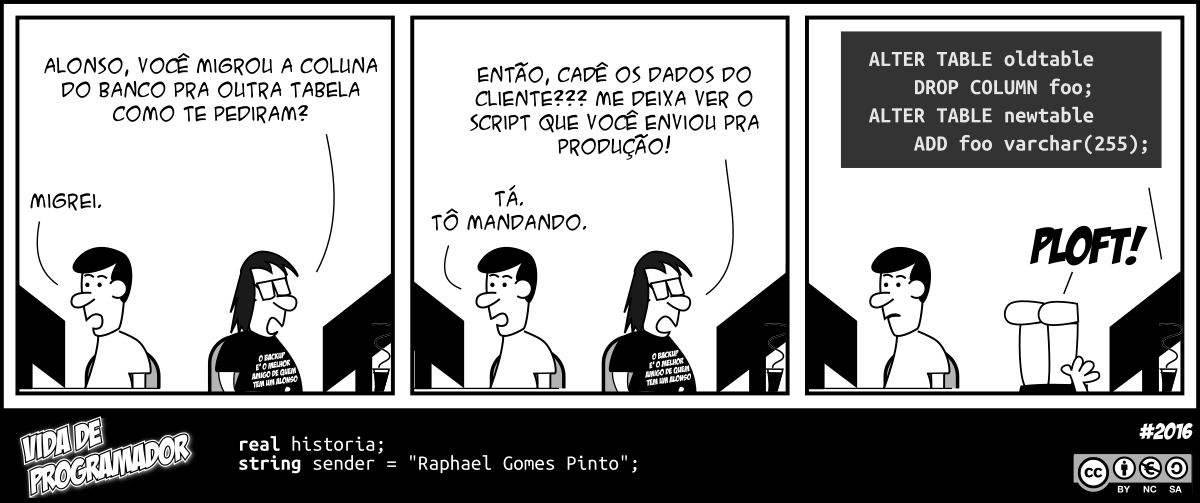 ALONSO, VOCÊ MIGROU A COLUNA
DO BANCO PRA OUTRA TABELA
COMO TE PEDIRAM?
MIGREI.
O BACKUP
E' O MELHOR
AMIGO DE QUEM
TEM UM ALONSO
ENTÃO, CADÊ OS DADOS DO
CLIENTE??? ME DEIXA VER O
SCRIPT QUE VOCÊ ENVIOU PRA
PRODUÇÃO!
TÁ.
TÔ MANDANDO.
O BACKUP
E' O MELHOR
AMIGO DE QUEM
TEM UM ALONSO
ALTER TABLE oldtable
DROP COLUMN foo;
ALTER TABLE newtable
ADD foo varchar(255);
PLOFT!
VIDA DE
PROGRAMADOR
real historia;
string sender = "Raphael Gomes Pinto";
#2016
cc
BY NC SA